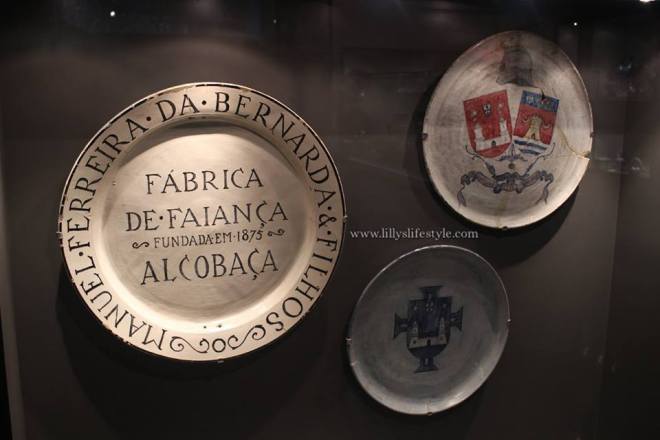 MANUEL·FERREIRA·DA·BERNARDA·&·FILHOS
FÁBRICA
DE·FAIANÇA
FUNDADA·EM·1875
ALCOBAÇA
www.lillyslifestyle.com